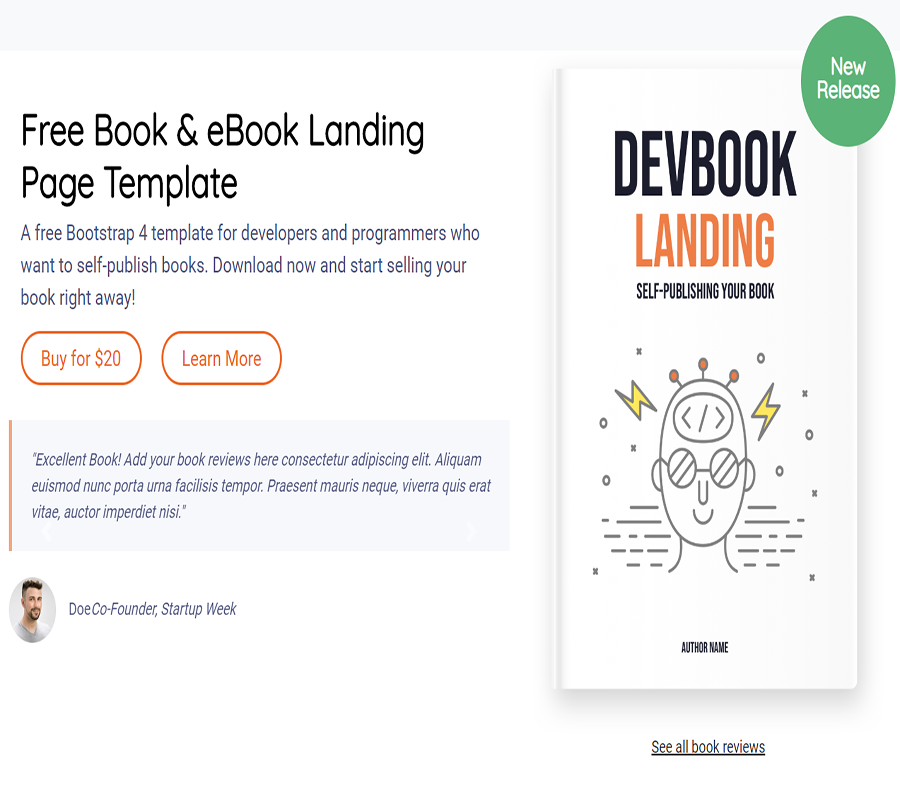 Free Book & eBook Landing
Page Template
A free Bootstrap 4 template for developers and programmers who
want to self-publish books. Download now and start selling your
book right away!
Buy for $20
Learn More
"Excellent Book! Add your book reviews here consectetur adipiscing elit. Aliquam
euismod nunc porta urna facilisis tempor. Praesent mauris neque, viverra quis erat
vitae, auctor imperdiet nisi."
DoeCo-Founder, Startup Week
New
Release
DEVBOOK
LANDING
SELF-PUBLISHING YOUR BOOK
</>
AUTHOR NAME
See all book reviews